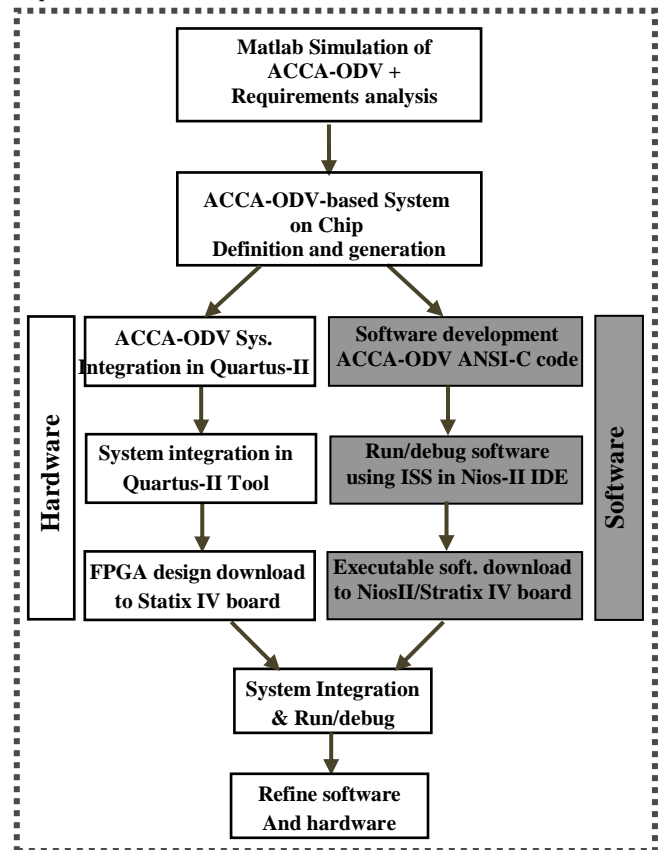 Matlab Simulation of
ACCA-ODV +
Requirements analysis
ACCA-ODV-based System
on Chip
Definition and generation
Hardware
ACCA-ODV Sys.
Integration in Quartus-II
System integration in
Quartus-II Tool
FPGA design download
to Statix IV board
Software development
ACCA-ODV ANSI-C code
Run/debug software
using ISS in Nios-II IDE
Executable soft. download
to NiosII/Stratix IV board
Software
System Integration
& Run/debug
Refine software
And hardware